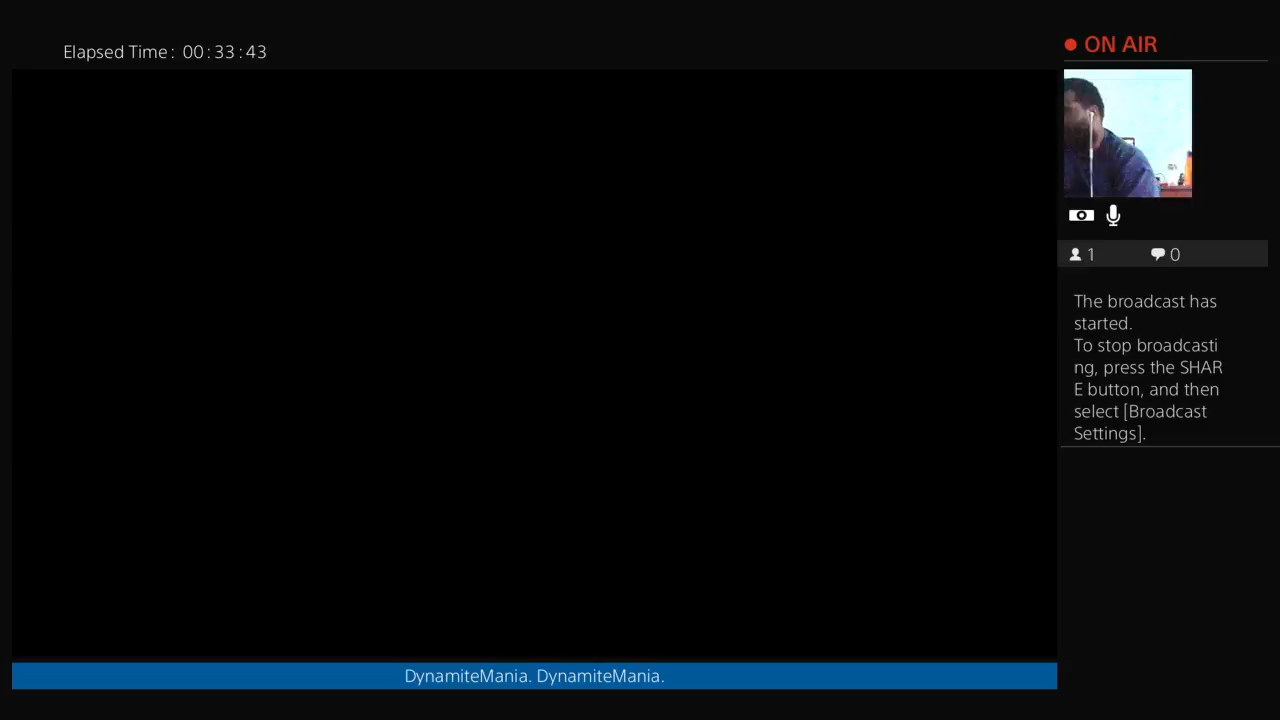 Elapsed Time: 00:33:43
ON AIR
1 0
The broadcast has
started.
To stop broadcasti
ng, press the SHAR
E button, and then
select [Broadcast
Settings].
DynamiteMania. DynamiteMania.